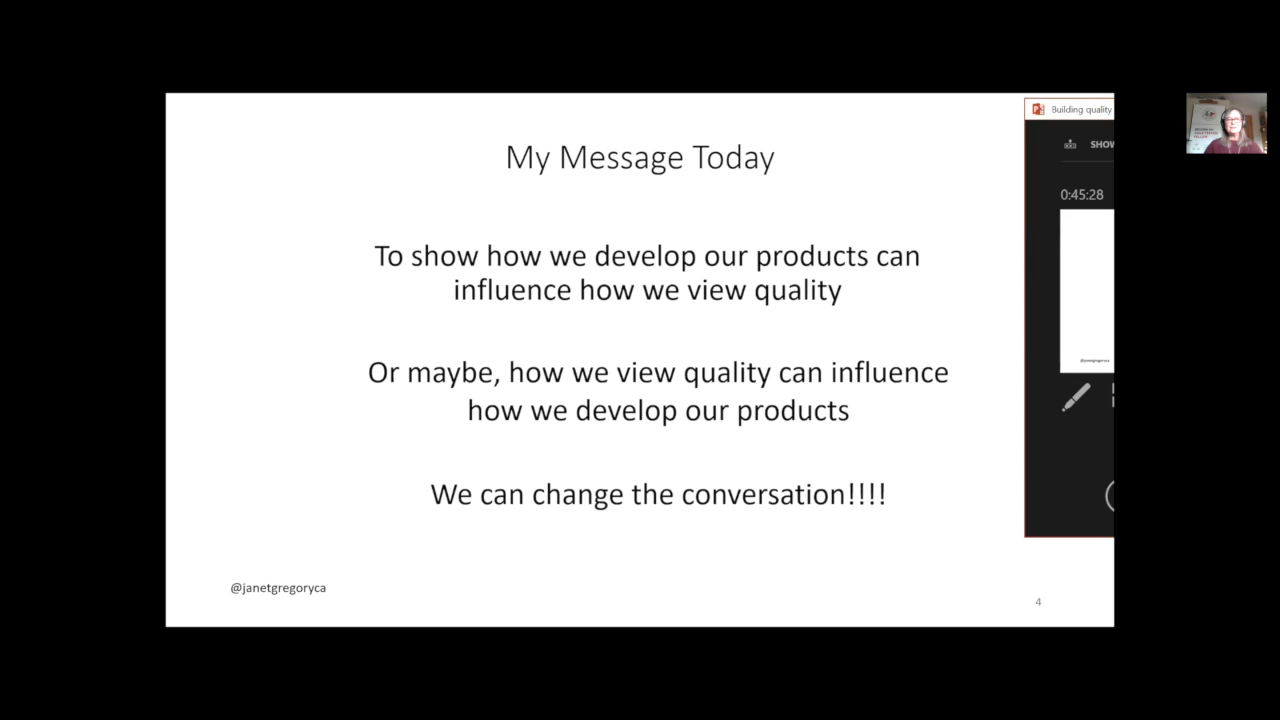 My Message Today
To show how we develop our products can
influence how we view quality
Or maybe, how we view quality can influence
how we develop our products
We can change the conversation!!!!
@janetgregoryca
4
Building quality
SHOW
0:45:28
@janetgregoryca